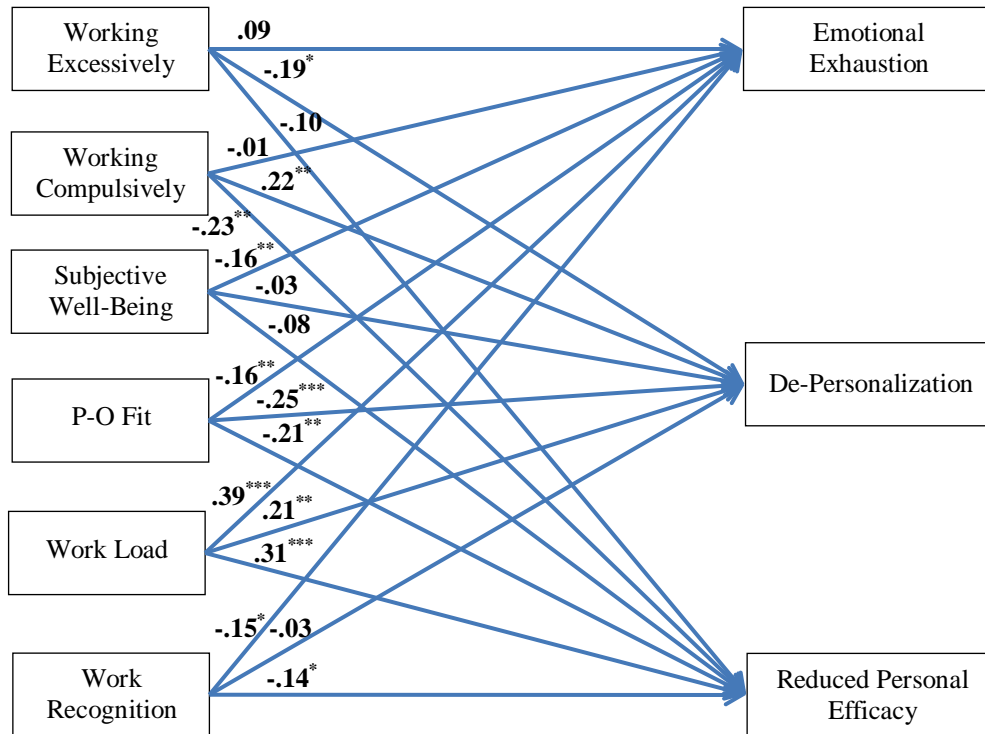 Working
Excessively
.09
Emotional
Exhaustion
-.19*
-.10
Working
Compulsively
-.01
.22**
-.23**
Subjective
Well-Being
-.16**
-.03
-.08
P-O Fit
-.16**
-.25***
-.21**
De-Personalization
Work Load
.39***
.21**
.31***
Work
Recognition
-.15* -.03
-.14*
Reduced Personal
Efficacy